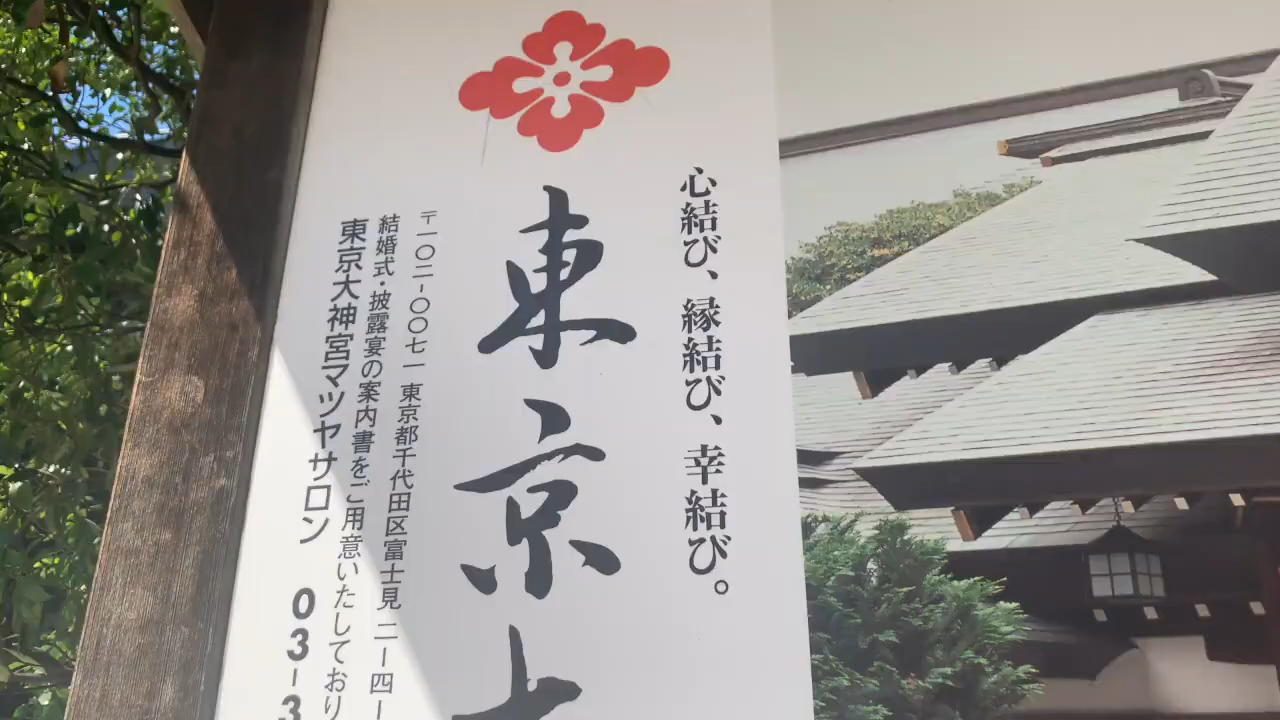 心結び、縁結び、幸結び。
東京大
〒一〇二-〇〇七一 東京都千代田区富士見 二-四-
結婚式・披露宴の案内書をご用意いたしており
東京大神宮マツヤサロン 03-3